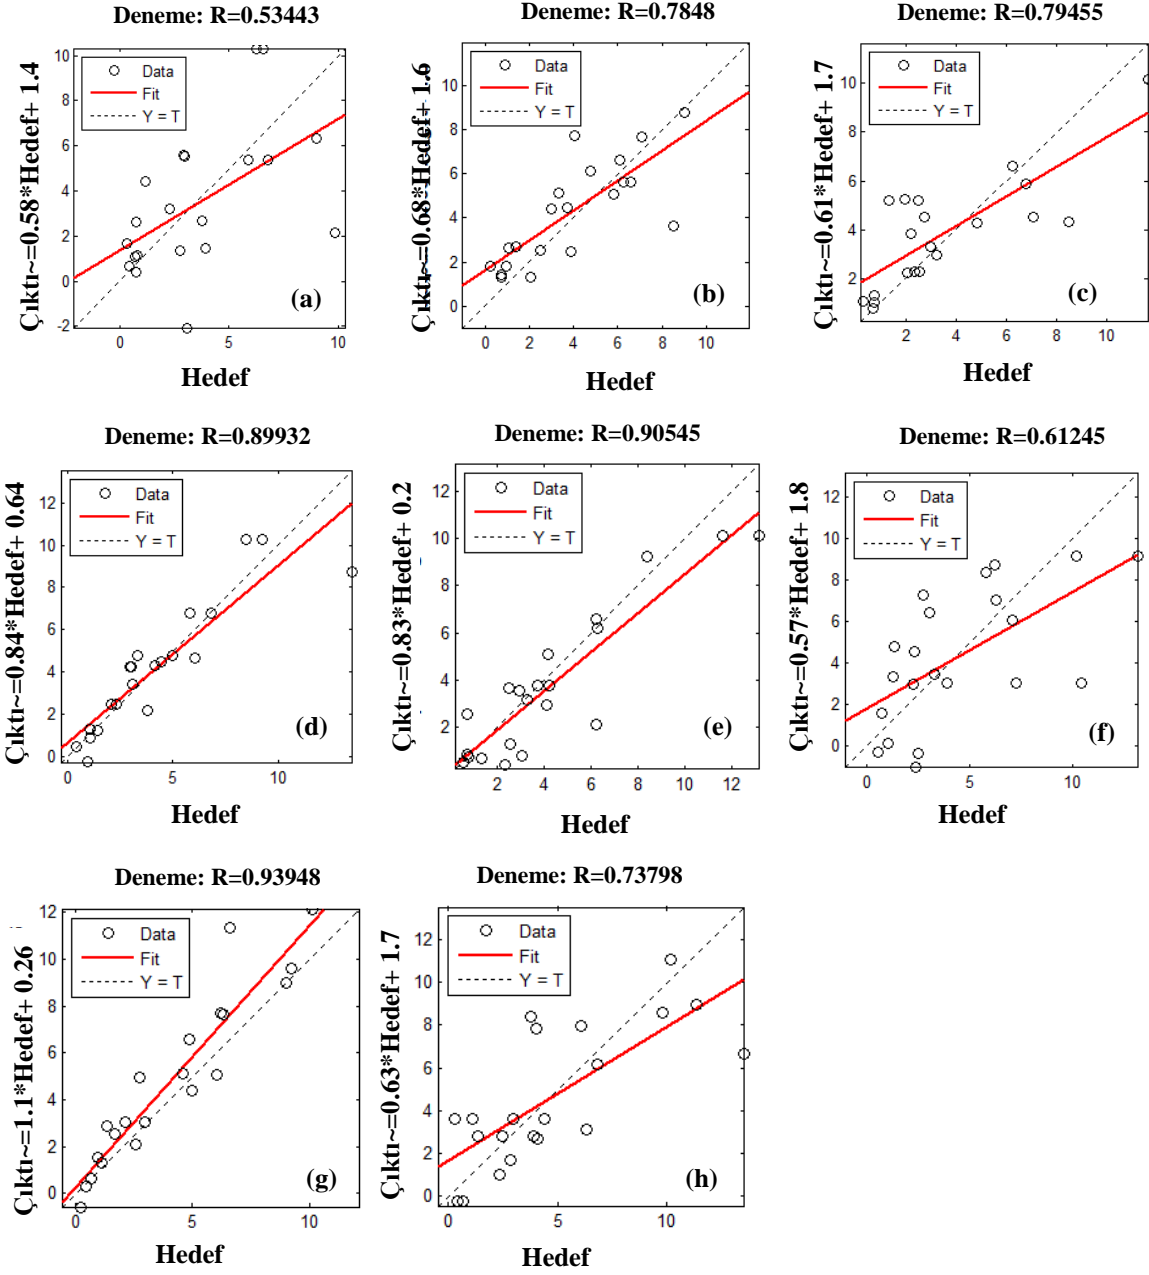 Deneme: R=0.53443
Çıktı~=0.58*Hedef+ 1.4
10
8
6
4
2
0
-2
Data
Fit
Y = T
(a)
0 5 10
Hedef
Deneme: R=0.7848
Çıktı~=0.68*Hedef+ 1.6
10
8
6
4
2
0
Data
Fit
Y = T
(b)
0 2 4 6 8 10
Hedef
Deneme: R=0.79455
Çıktı~=0.61*Hedef+ 1.7
10
8
6
4
2
Data
Fit
Y = T
(c)
2 4 6 8 10
Hedef
Deneme: R=0.89932
Çıktı~=0.84*Hedef+ 0.64
12
10
8
6
4
2
0
Data
Fit
Y = T
(d)
0 5 10
Hedef
Deneme: R=0.90545
Çıktı~=0.83*Hedef+ 0.2
12
10
8
6
4
2
Data
Fit
Y = T
(e)
2 4 6 8 10 12
Hedef
Deneme: R=0.61245
Çıktı~=0.57*Hedef+ 1.8
12
10
8
6
4
2
0
Data
Fit
Y = T
(f)
0 5 10
Hedef
Deneme: R=0.93948
Çıktı~=1.1*Hedef+ 0.26
12
10
8
6
4
2
0
Data
Fit
Y = T
(g)
0 5 10
Hedef
Deneme: R=0.73798
Çıktı~=0.63*Hedef+ 1.7
12
10
8
6
4
2
0
Data
Fit
Y = T
(h)
0 5 10
Hedef